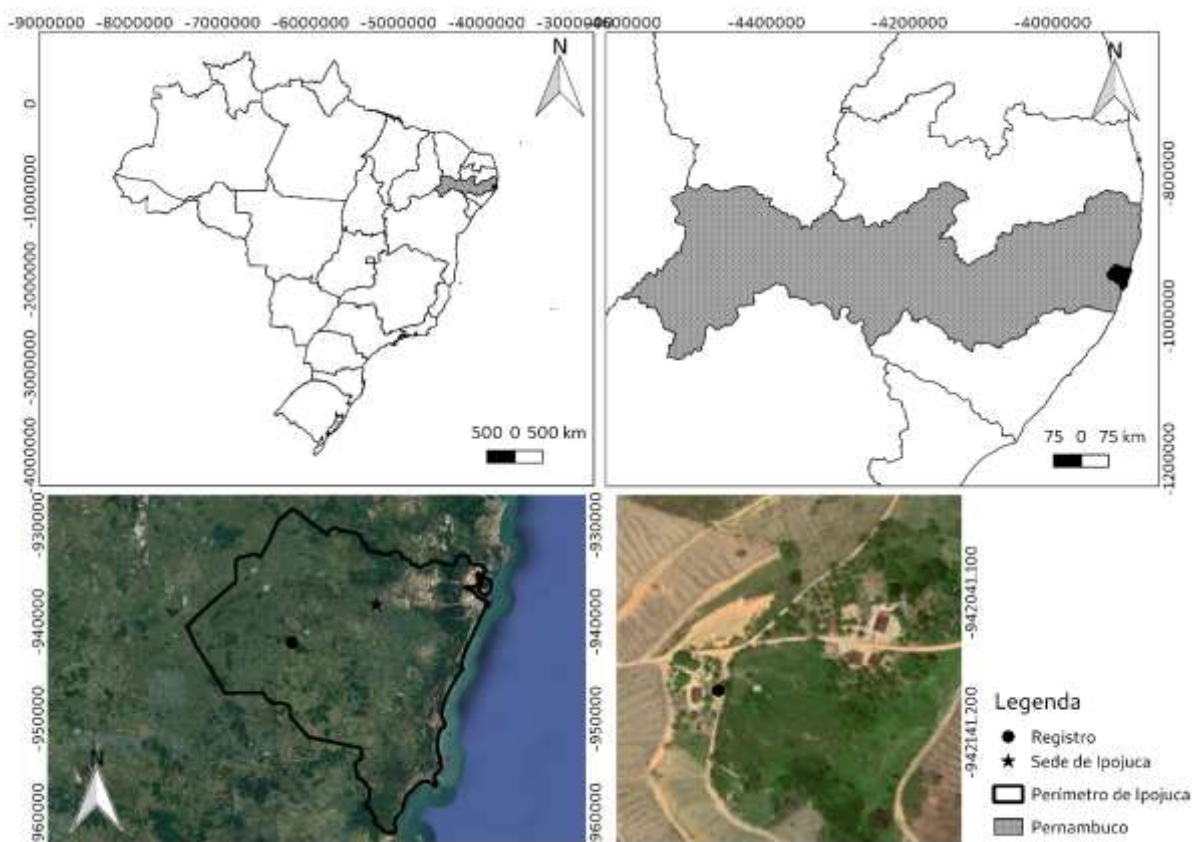 -9000000 -8000000 -7000000 -6000000 -5000000 -4000000
-4400000 -4200000 -4000000
N
N
0
-1000000
-2000000
-3000000
-4000000
-800000
-1000000
-1200000
500 0 500 km
75 0 75 km
-930000
-940000
-950000
-960000
-930000
-940000
-950000
960000
N
-942041.100
-942141.200
Legenda
Registro
Sede de Ipojuca
Perímetro de Ipojuca
Pernambuco